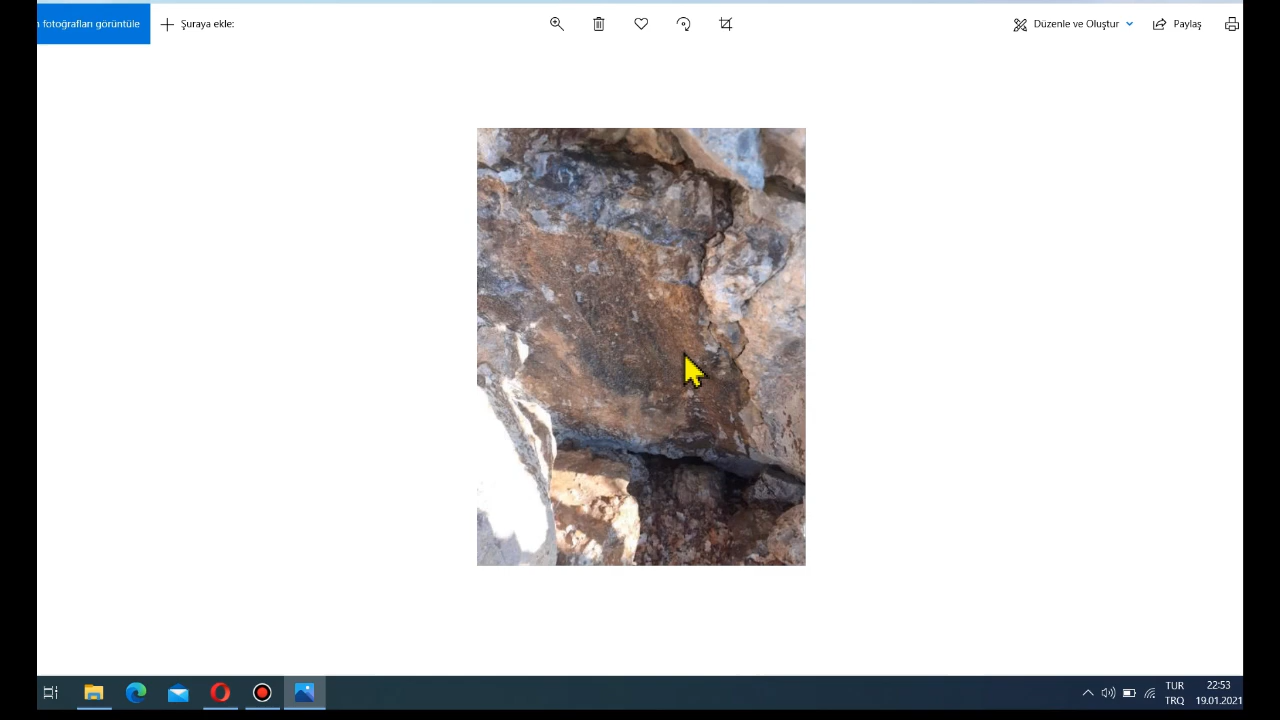 fotoğrafları görüntüle
Şuraya ekle:
Düzenle ve Oluştur
Paylaş
TUR
TRQ
22:53
19.01.2021